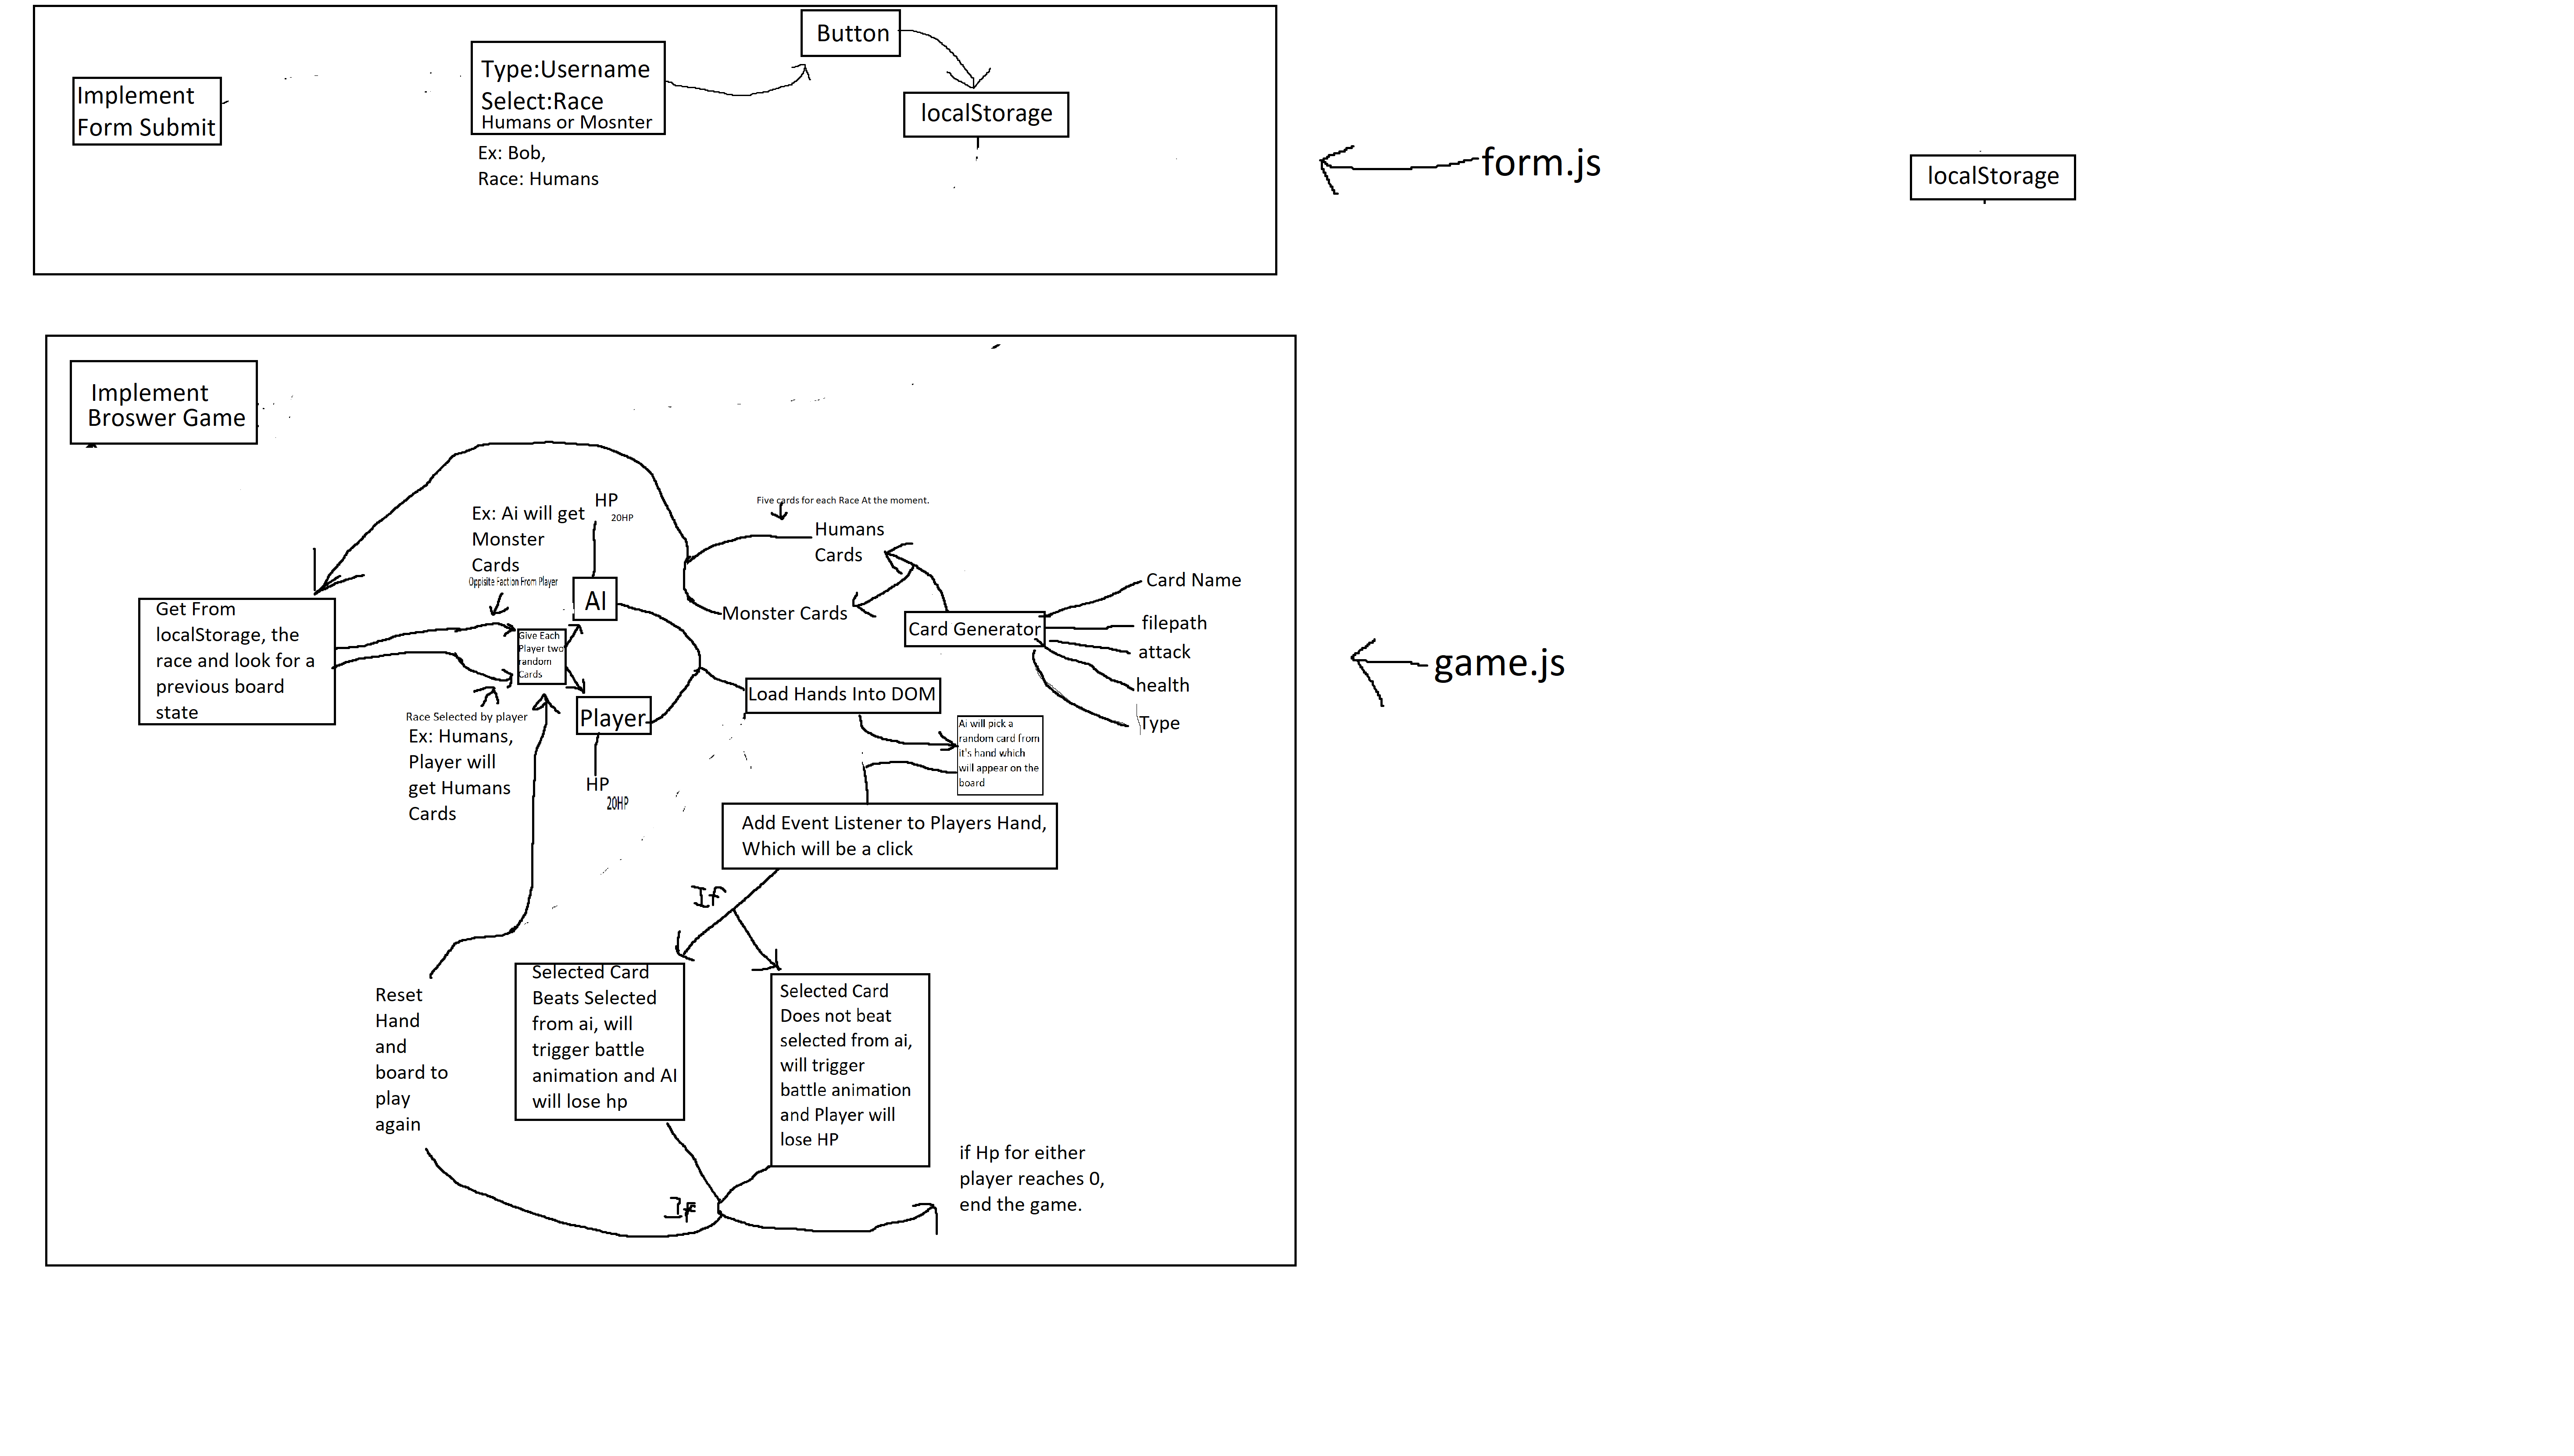 Button
Type:Username
Select:Race
Humans or Mosnter
Implement
Form Submit
localStorage
Ex: Bob,
Race: Humans
form.js
localStorage
Implement
Broswer Game
Ex: Ai will get
Monster
Cards
Oppisite Faction From Player
HP
20HP
AI
Five cards for each Race At the moment.
Humans
Cards
Monster Cards
Card Generator
Card Name
filepath
attack
health
Type
Get From
localStorage, the
race and look for a
previous board
state
Give Each
Player two
random
Cards
Race Selected by player
Ex: Humans,
Player will
get Humans
Cards
Player
HP
20HP
Load Hands Into DOM
Ai will pick a
random card from
it's hand which
will appear on the
board
game.js
Add Event Listener to Players Hand,
Which will be a click
If
Selected Card
Beats Selected
from ai, will
trigger battle
animation and AI
will lose hp
Selected Card
Does not beat
selected from ai,
will trigger
battle animation
and Player will
lose HP
Reset
Hand
and
board to
play
again
If
if Hp for either
player reaches 0,
end the game.